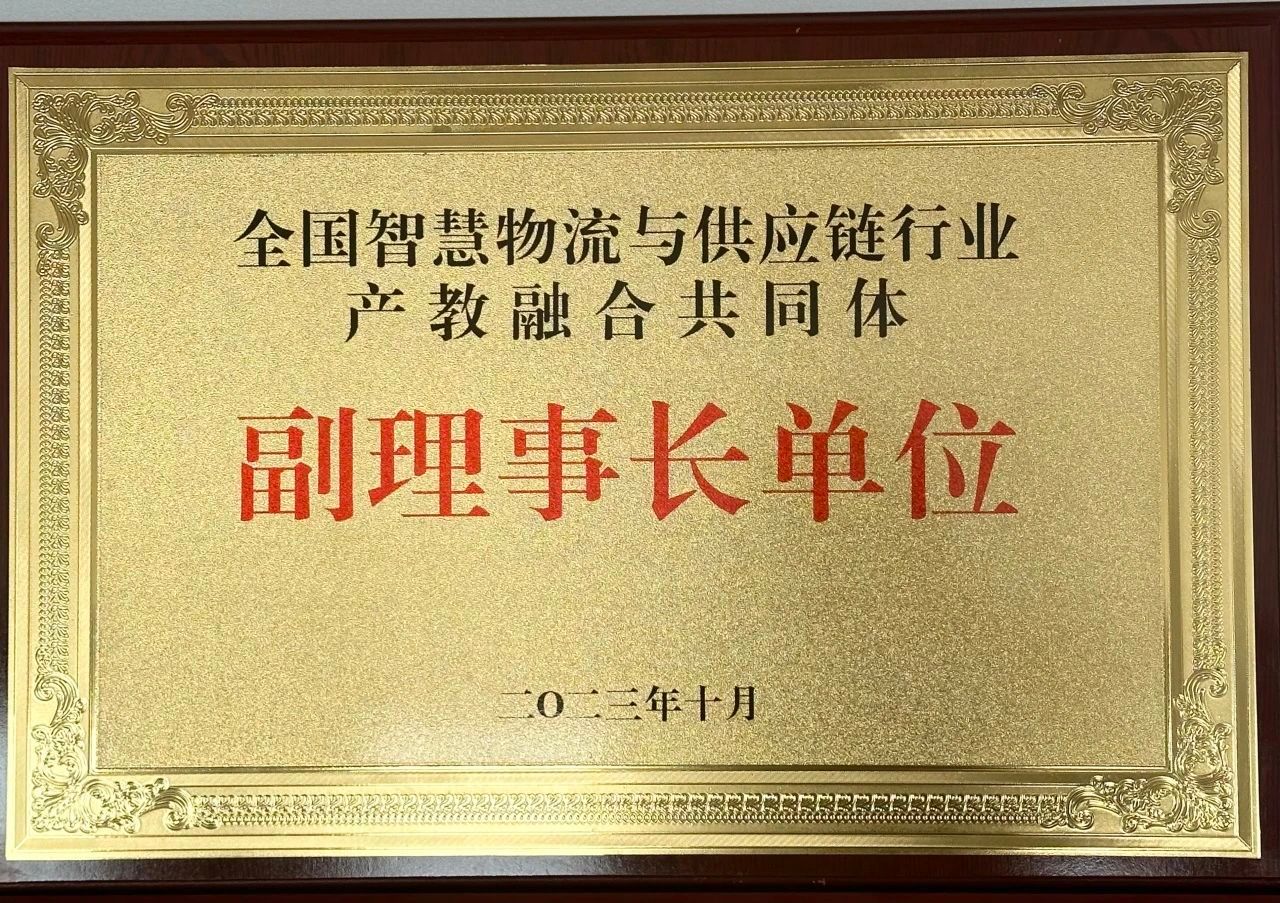 全国智慧物流与供应链行业
产教融合共同体
副理事长单位
二O二三年十月